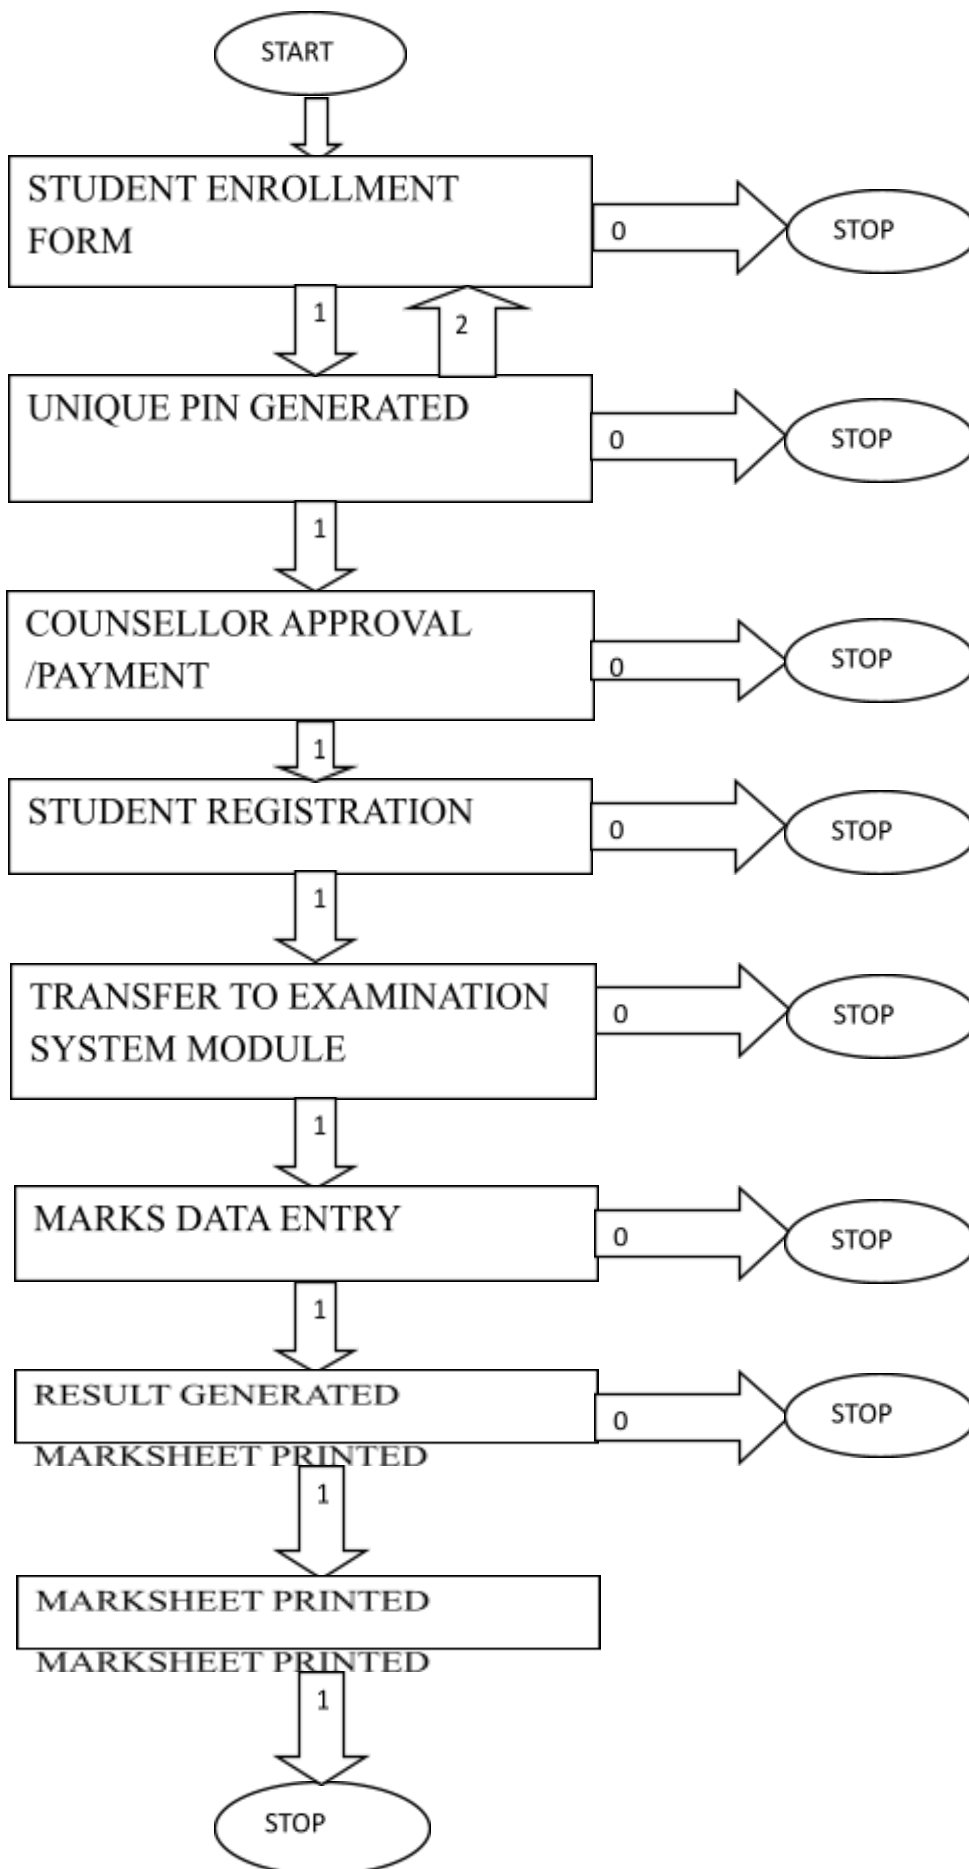 START
STUDENT ENROLLMENT
FORM
0
STOP
1
2
UNIQUE PIN GENERATED
0
STOP
1
COUNSELLOR APPROVAL
/PAYMENT
0
STOP
1
STUDENT REGISTRATION
0
STOP
1
TRANSFER TO EXAMINATION
SYSTEM MODULE
0
STOP
1
MARKS DATA ENTRY
0
STOP
1
RESULT GENERATED
0
STOP
MARKSHEET PRINTED
1
MARKSHEET PRINTED
MARKSHEET PRINTED
1
STOP